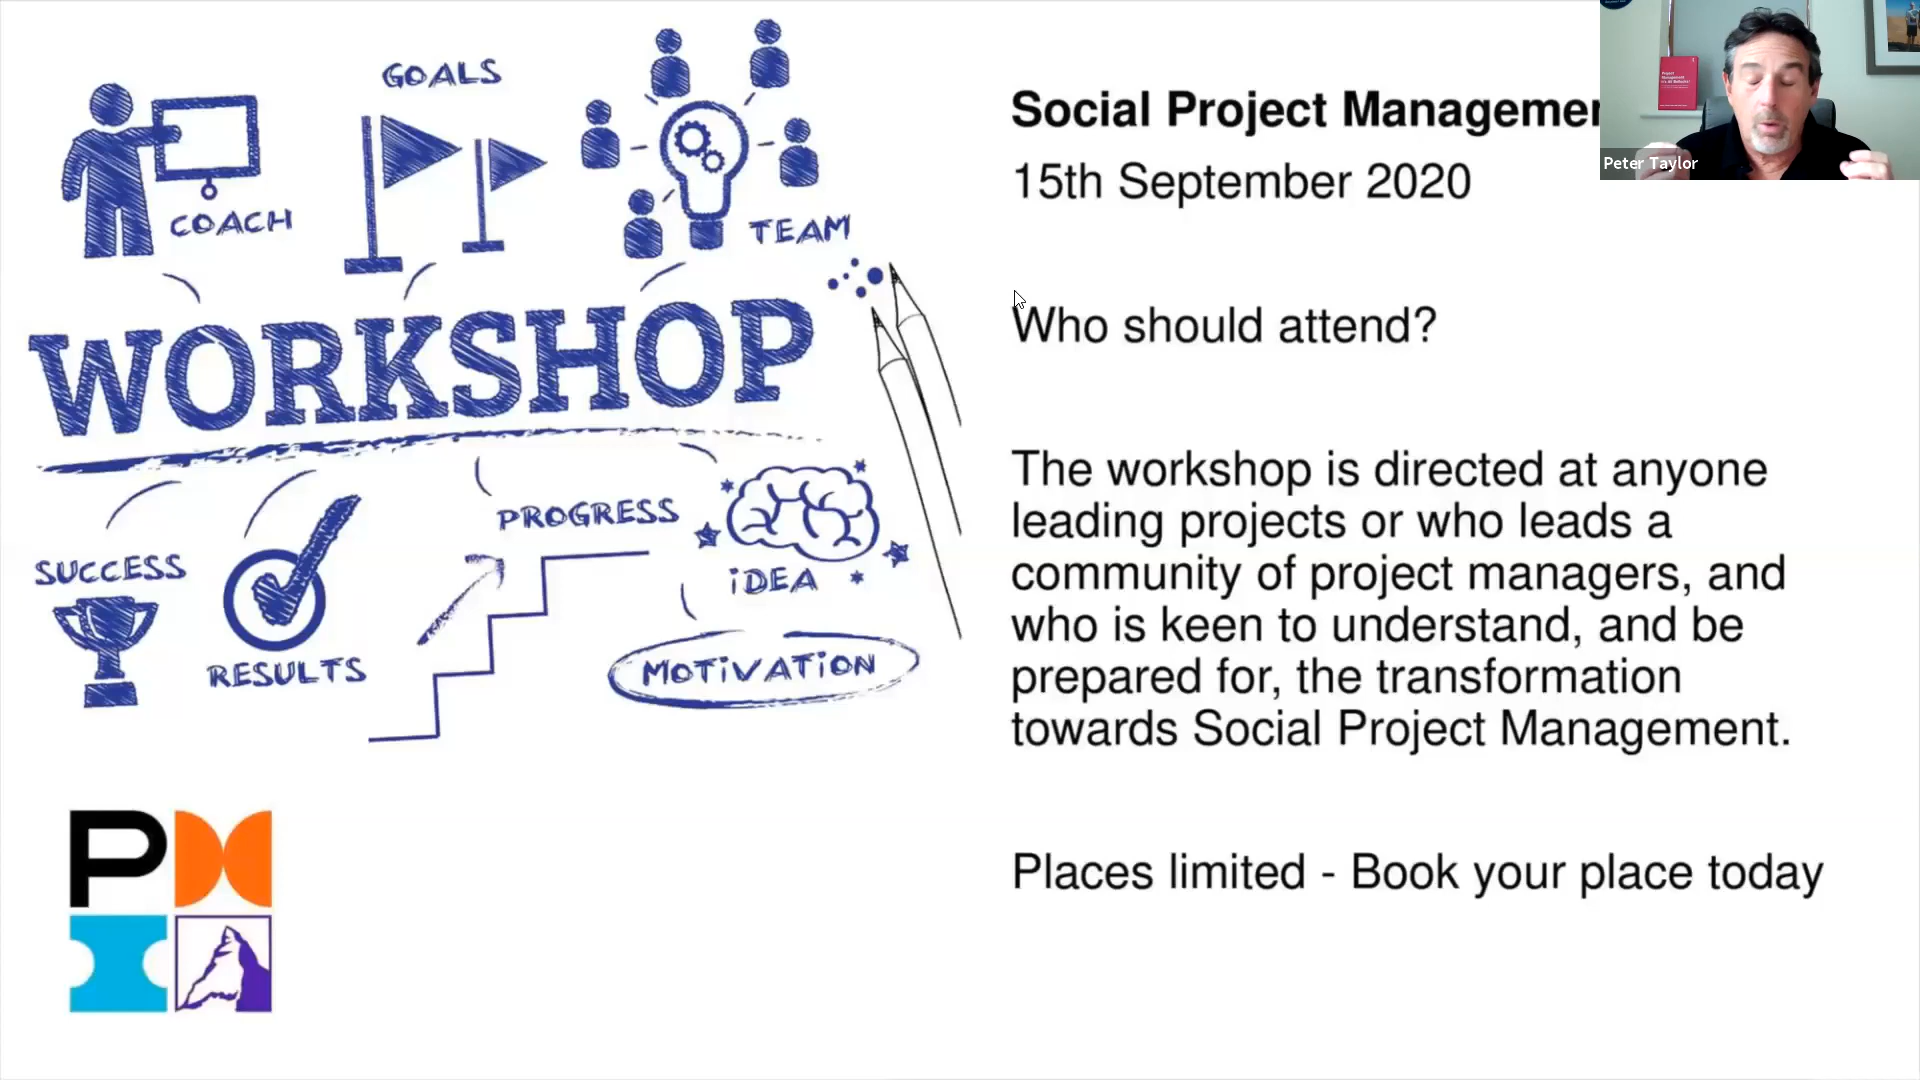 GOALS
COACH
TEAM
WORKSHOP
PROGRESS
SUCCESS
iDEA
RESULTS
MOTiVATiON
PM
Social Project Managemen
15th September 2020
Who should attend?
The workshop is directed at anyone
leading projects or who leads a
community of project managers, and
who is keen to understand, and be
prepared for, the transformation
towards Social Project Management.
Places limited - Book your place today
Project
Management
Peter Taylor